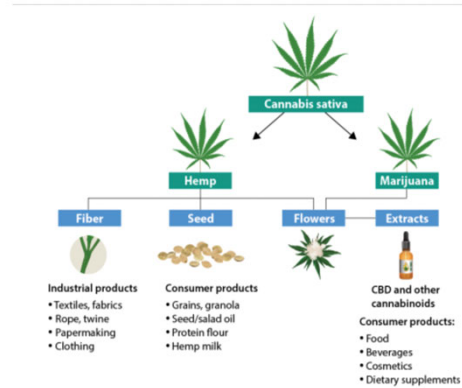 Cannabis sativa
Hemp
Marijuana
Fiber
Seed
Flowers
Extracts
Industrial products
• Textiles, fabrics
• Rope, twine
• Papermaking
• Clothing
Consumer products
• Grains, granola
• Seed/salad oil
• Protein flour
• Hemp milk
CBD and other
cannabinoids
Consumer products:
• Food
• Beverages
• Cosmetics
• Dietary supplements